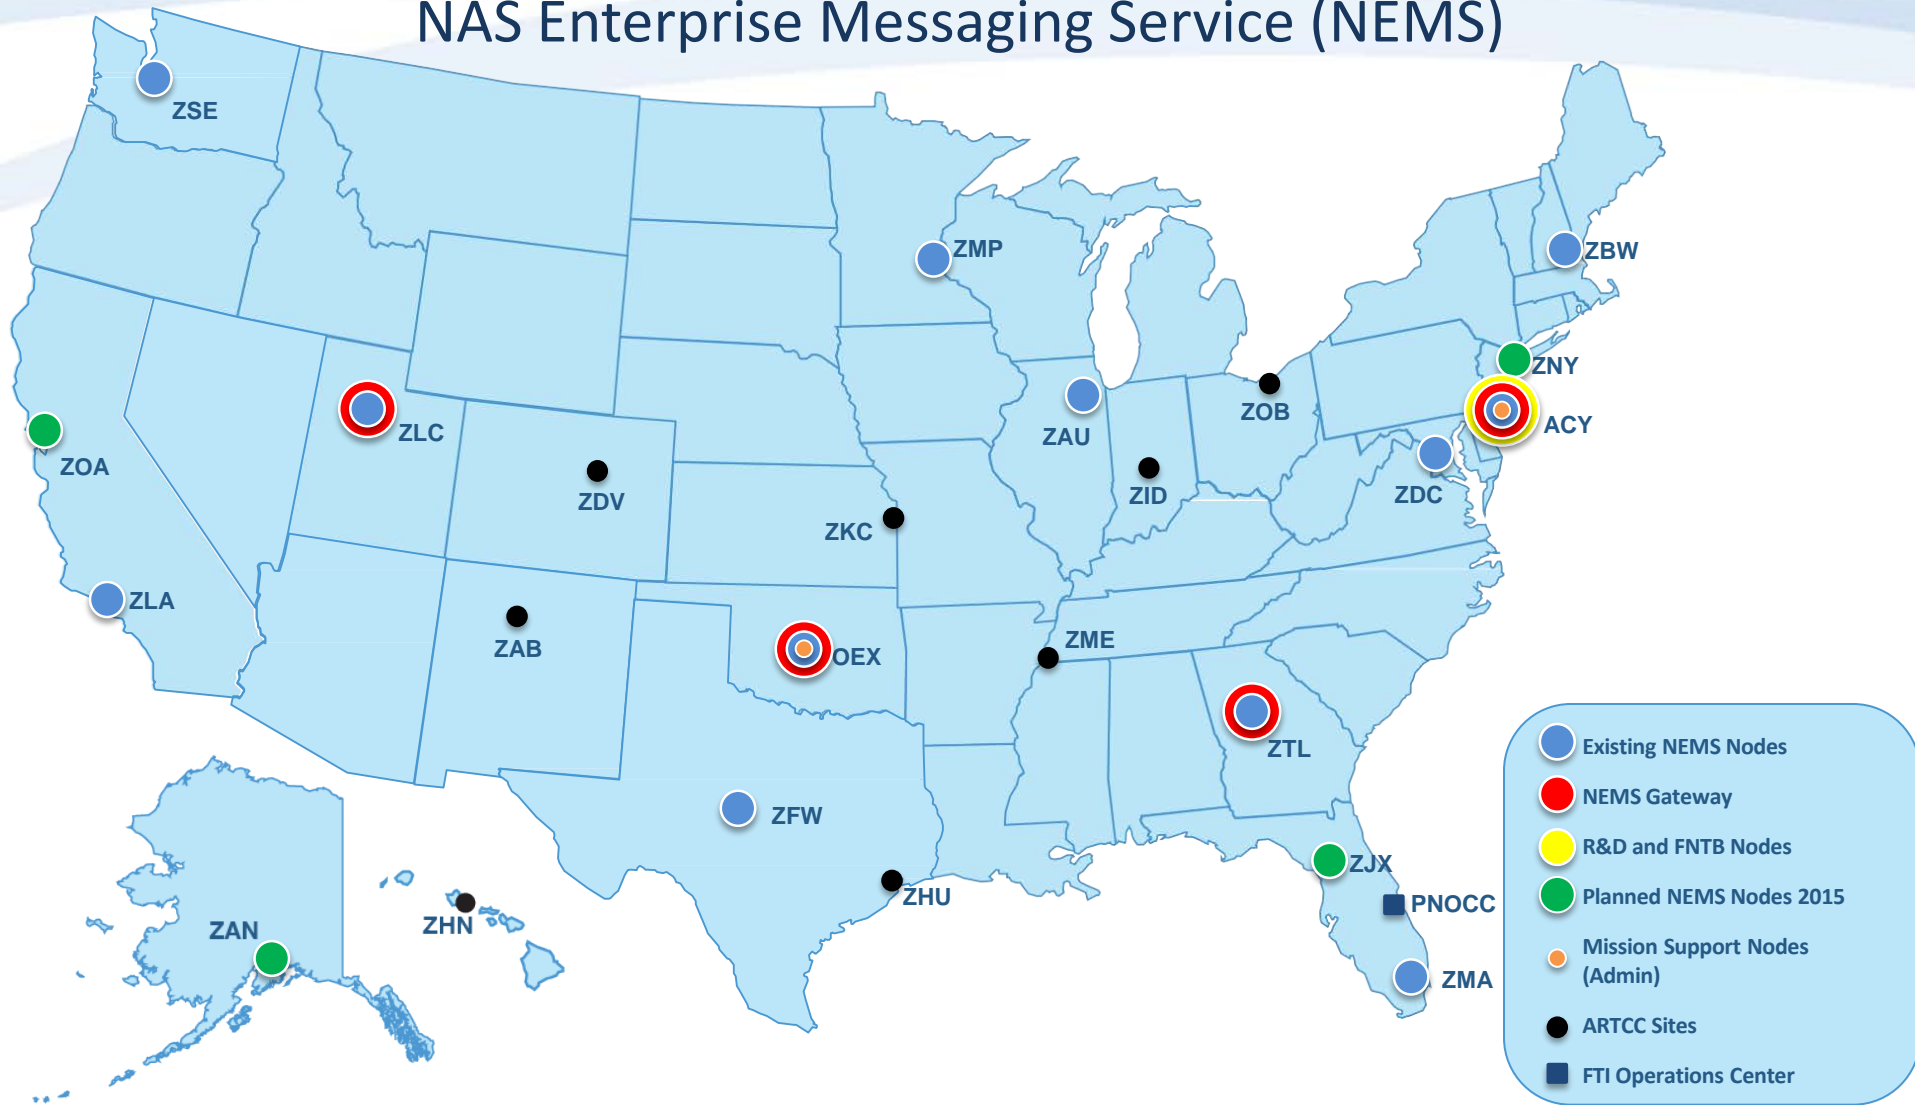 NAS Enterprise Messaging Service (NEMS)
ZSE
ZMP
ZBW
ZNY
ZOB
ACY
ZLC
ZAU
ZOA
ZDV
ZID
ZDC
ZKC
ZLA
ZAB
OEX
ZME
ZTL
ZFW
ZJX
ZHU
PNOCC
ZHN
ZAN
ZMA
Existing NEMS Nodes
NEMS Gateway
R&D and FNTB Nodes
Planned NEMS Nodes 2015
Mission Support Nodes
(Admin)
ARTCC Sites
FTI Operations Center